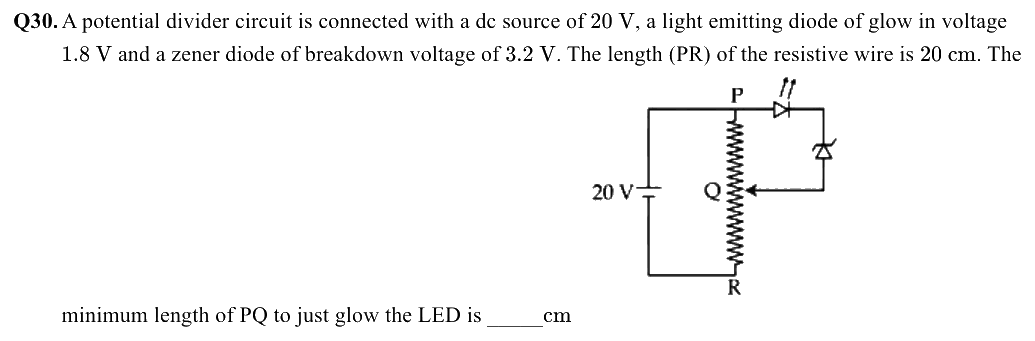 Q30. A potential divider circuit is connected with a dc source of 20 V, a light emitting diode of glow in voltage
1.8 V and a zener diode of breakdown voltage of 3.2 V. The length (PR) of the resistive wire is 20 cm. The
P
20 V
Q
R
minimum length of PQ to just glow the LED is _____cm